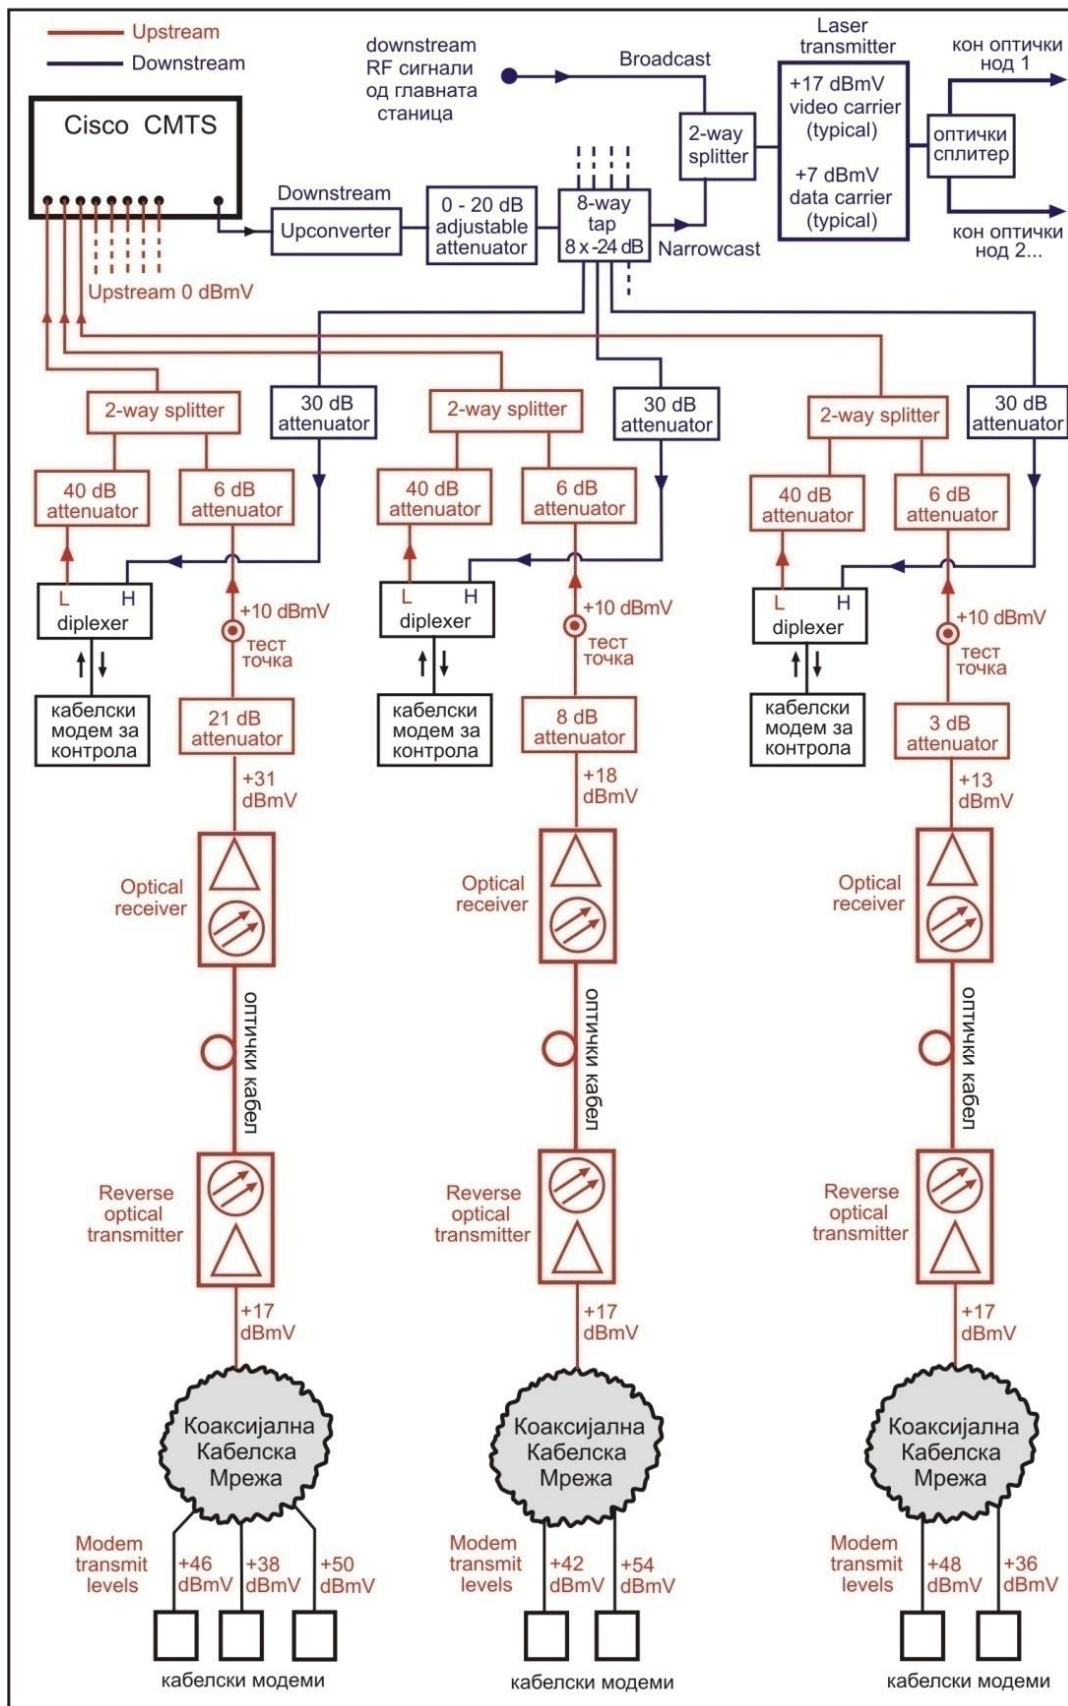 Upstream
Downstream
Cisco CMTS
Upstream 0 dBmV
Downstream
Upconverter
0 - 20 dB
adjustable
attenuator
8-way
tap
8 x -24 dB
downstream
RF сигнали
од главната
станица
Broadcast
Narrowcast
2-way
splitter
Laser
transmitter
+17 dBmV
video carrier
(typical)
+7 dBmV
data carrier
(typical)
оптички
сплитер
кон оптички
нод 1
кон оптички
нод 2...
2-way splitter
30 dB
attenuator
40 dB
attenuator
6 dB
attenuator
L H
diplexer
+10 dBmV
тест
точка
кабелски
модем за
контрола
21 dB
attenuator
+31
dBmV
Optical
receiver
оптички кабел
Reverse
optical
transmitter
+17
dBmV
Коаксијална
Кабелска
Мрежа
Modem
transmit
levels
+46
dBmV
+38
dBmV
+50
dBmV
кабелски модеми
2-way splitter
30 dB
attenuator
40 dB
attenuator
6 dB
attenuator
L H
diplexer
+10 dBmV
тест
точка
кабелски
модем за
контрола
8 dB
attenuator
+18
dBmV
Optical
receiver
оптички кабел
Reverse
optical
transmitter
+17
dBmV
Коаксијална
Кабелска
Мрежа
Modem
transmit
levels
+42
dBmV
+54
dBmV
кабелски модеми
2-way splitter
30 dB
attenuator
40 dB
attenuator
6 dB
attenuator
L H
diplexer
+10 dBmV
тест
точка
кабелски
модем за
контрола
3 dB
attenuator
+13
dBmV
Optical
receiver
оптички кабел
Reverse
optical
transmitter
+17
dBmV
Коаксијална
Кабелска
Мрежа
Modem
transmit
levels
+48
dBmV
+36
dBmV
кабелски модеми